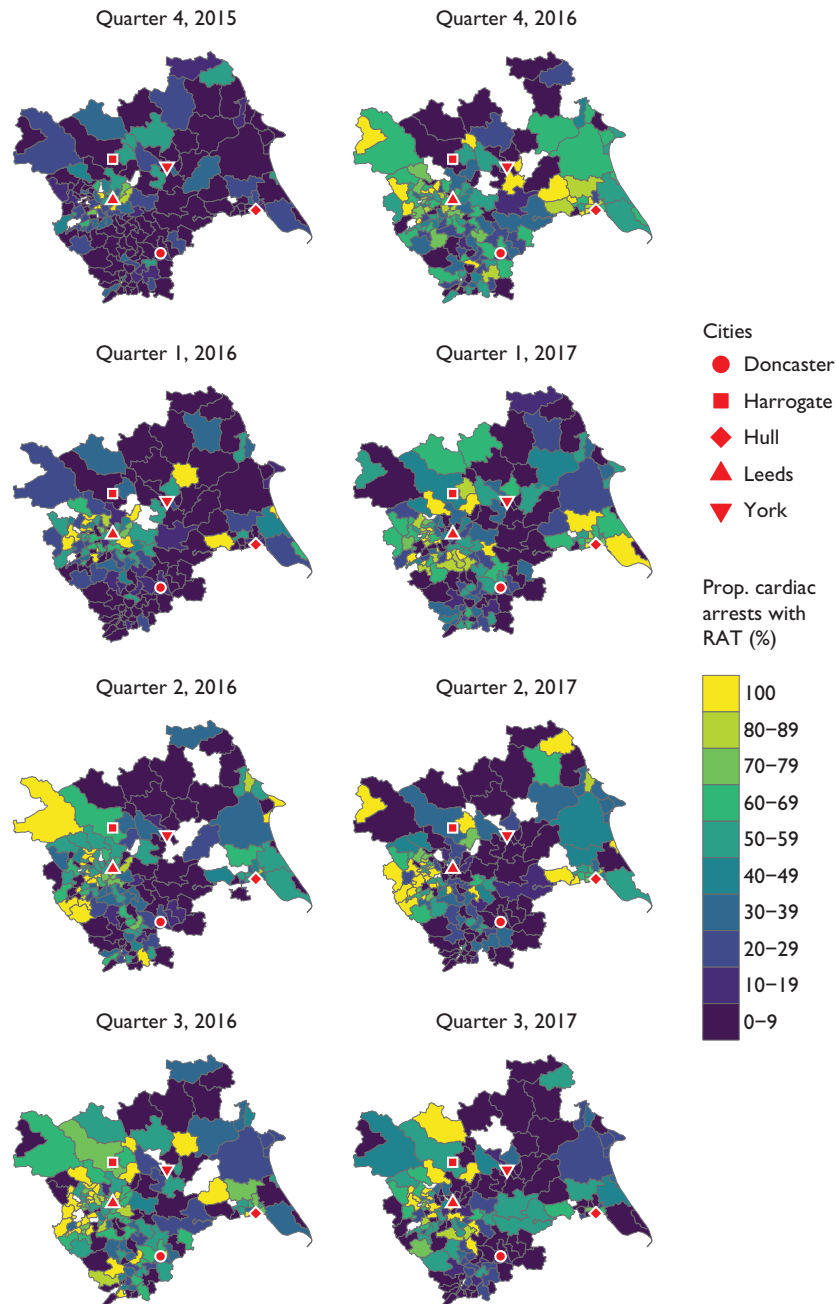 Quarter 4, 2015
Quarter 4, 2016
Quarter 1, 2016
Quarter 1, 2017
Quarter 2, 2016
Quarter 2, 2017
Quarter 3, 2016
Quarter 3, 2017
Cities
Doncaster
Harrogate
Hull
Leeds
York
Prop. cardiac
arrests with
RAT (%)
100
80–89
70–79
60–69
50–59
40–49
30–39
20–29
10–19
0–9